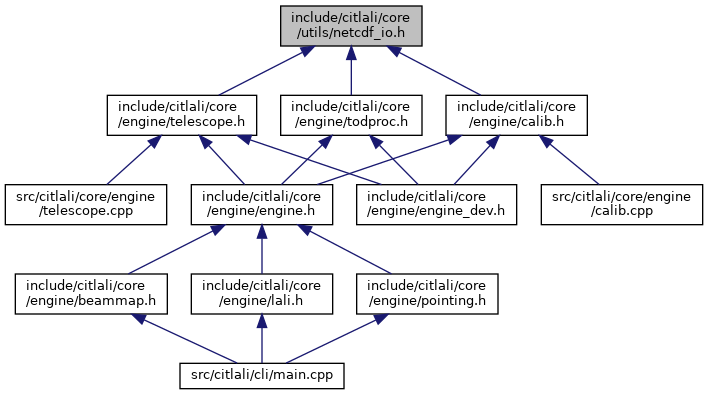 include/citlali/core
/utils/netcdf_io.h
include/citlali/core
/engine/telescope.h
include/citlali/core
/engine/todproc.h
include/citlali/core
/engine/calib.h
src/citlali/core/engine
/telescope.cpp
include/citlali/core
/engine/engine.h
include/citlali/core
/engine/engine_dev.h
src/citlali/core/engine
/calib.cpp
include/citlali/core
/engine/beammap.h
include/citlali/core
/engine/lali.h
include/citlali/core
/engine/pointing.h
src/citlali/cli/main.cpp